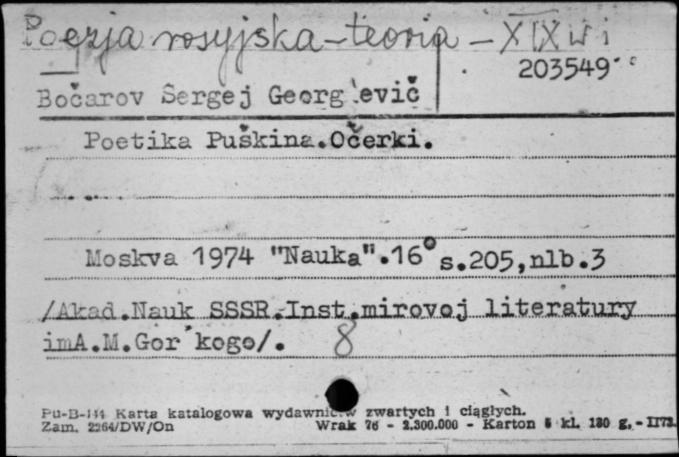 Poezja rosyjska - teoria - XIX w i
203549
Bočarov Sergej Georg'evič
Poetika Puškina.Očerki.
Moskva 1974 "Nauka".16° s.205,nlb.3
/Akad.Nauk SSSR.Inst.mirovoj literatury
imA.M.Gor'kogo/. 8
Pu-B-144 Karta katalogowa wydawnictw zwartych i ciągłych.
Zam. 2264/DW/On Wrak 76 - 2.300.000 - Karton 5 kl. 180 g. - II73.